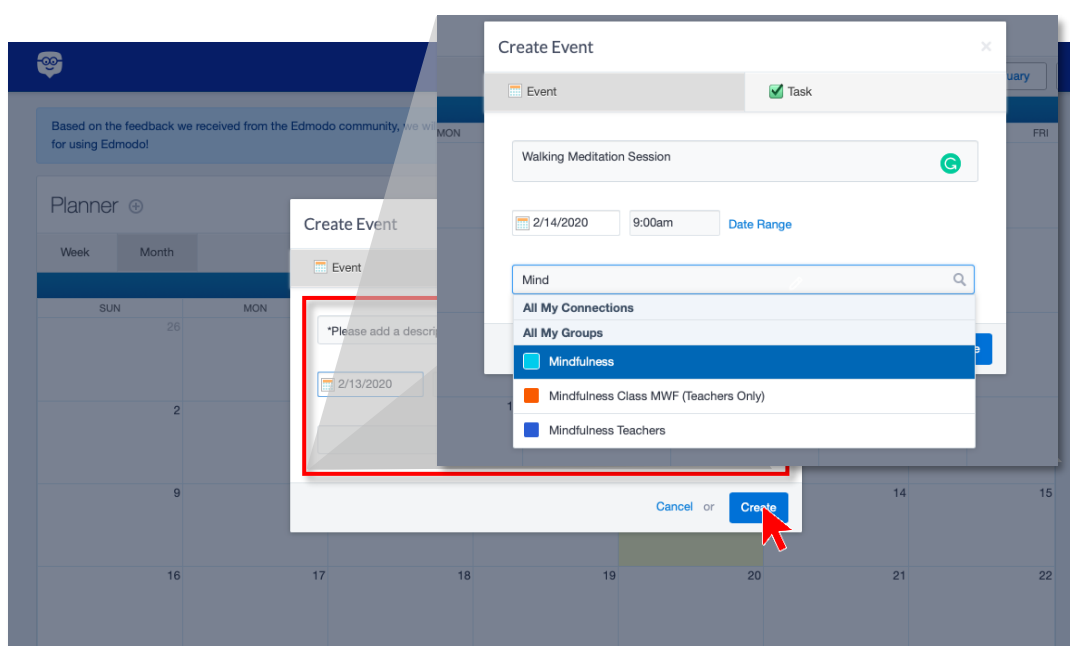 Based on the feedback we received from the Edmodo community, we wi
for using Edmodo!
Planner
Week
Month
SUN
MON
26
2
9
14
15
16
17
18
19
20
21
22
Create Event
Event
*Please add a descrip
2/13/2020
Cancel or
Create
uary
MON
FRI
Create Event
×
Event
Task
Walking Meditation Session
2/14/2020
9:00am
Date Range
Mind
All My Connections
All My Groups
Mindfulness
Mindfulness Class MWF (Teachers Only)
Mindfulness Teachers